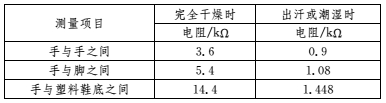 测量项目 完全干燥时 出汗或潮湿时
电阻/kΩ 电阻/kΩ
手与手之间 3.6 0.9
手与脚之间 5.4 1.08
手与塑料鞋底之间 14.4 1.448